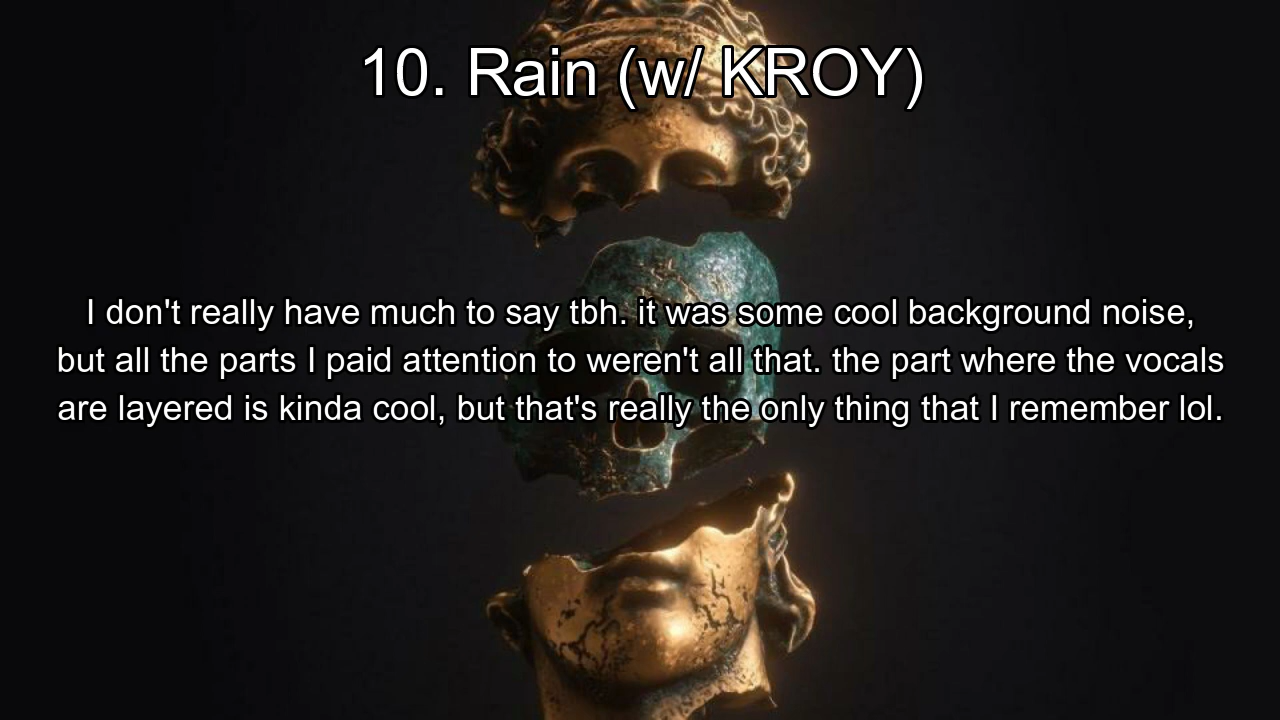 10. Rain (w/ KROY)
I don't really have much to say tbh. it was some cool background noise,
but all the parts I paid attention to weren't all that. the part where the vocals
are layered is kinda cool, but that's really the only thing that I remember lol.